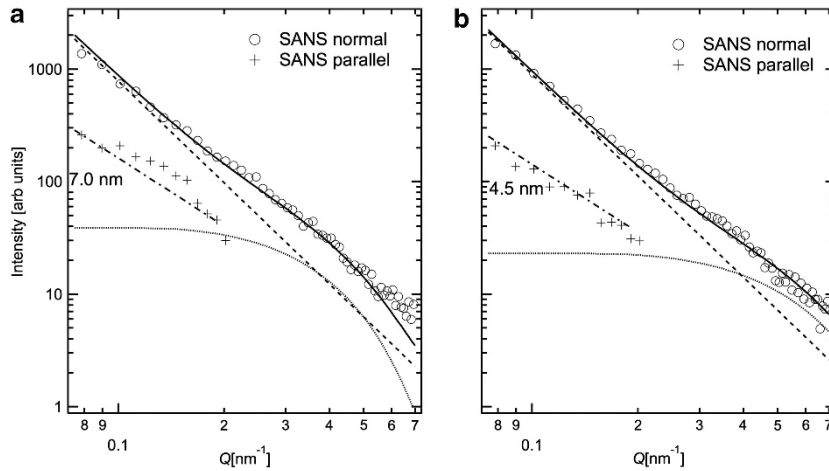 a
SANS normal
SANS parallel
1000
100
10
1
Intensity [arb units]
7.0 nm
8 9 2 3 4 5 6 7
0.1
Q[nm⁻¹]
b
SANS normal
SANS parallel
4.5 nm
8 9 2 3 4 5 6 7
0.1
Q[nm⁻¹]